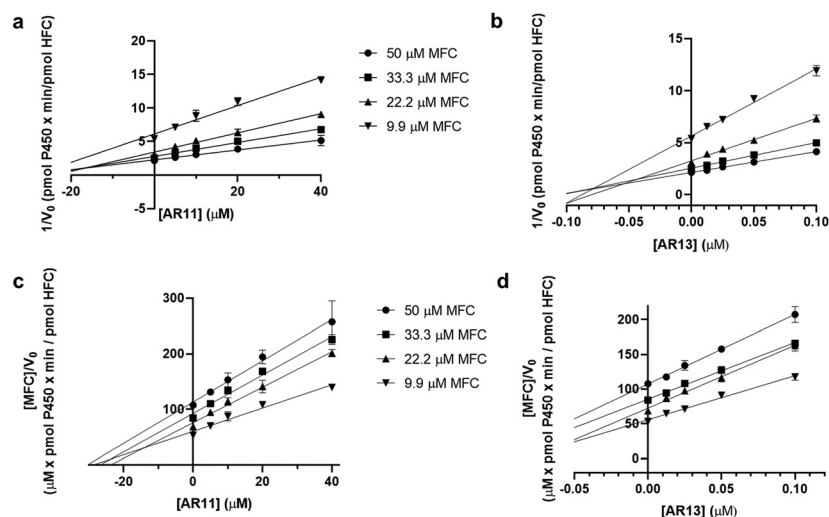 a
1/V₀ (pmol P450 x min/pmol HFC)
20
15
10
5
-5
-20
0
20
40
[AR11] (μM)
50 μM MFC
33.3 μM MFC
22.2 μM MFC
9.9 μM MFC
b
1/V₀ (pmol P450 x min/pmol HFC)
15
10
5
0
-0.10
-0.05
0.00
0.05
0.10
[AR13] (μM)
c
[MFC]/V₀
(μM x pmol P450 x min / pmol HFC)
300
200
100
-20
0
20
40
[AR11] (μM)
50 μM MFC
33.3 μM MFC
22.2 μM MFC
9.9 μM MFC
d
[MFC]/V₀
(μM x pmol P450 x min / pmol HFC)
200
150
100
50
0
-0.05
0.00
0.05
0.10
[AR13] (μM)